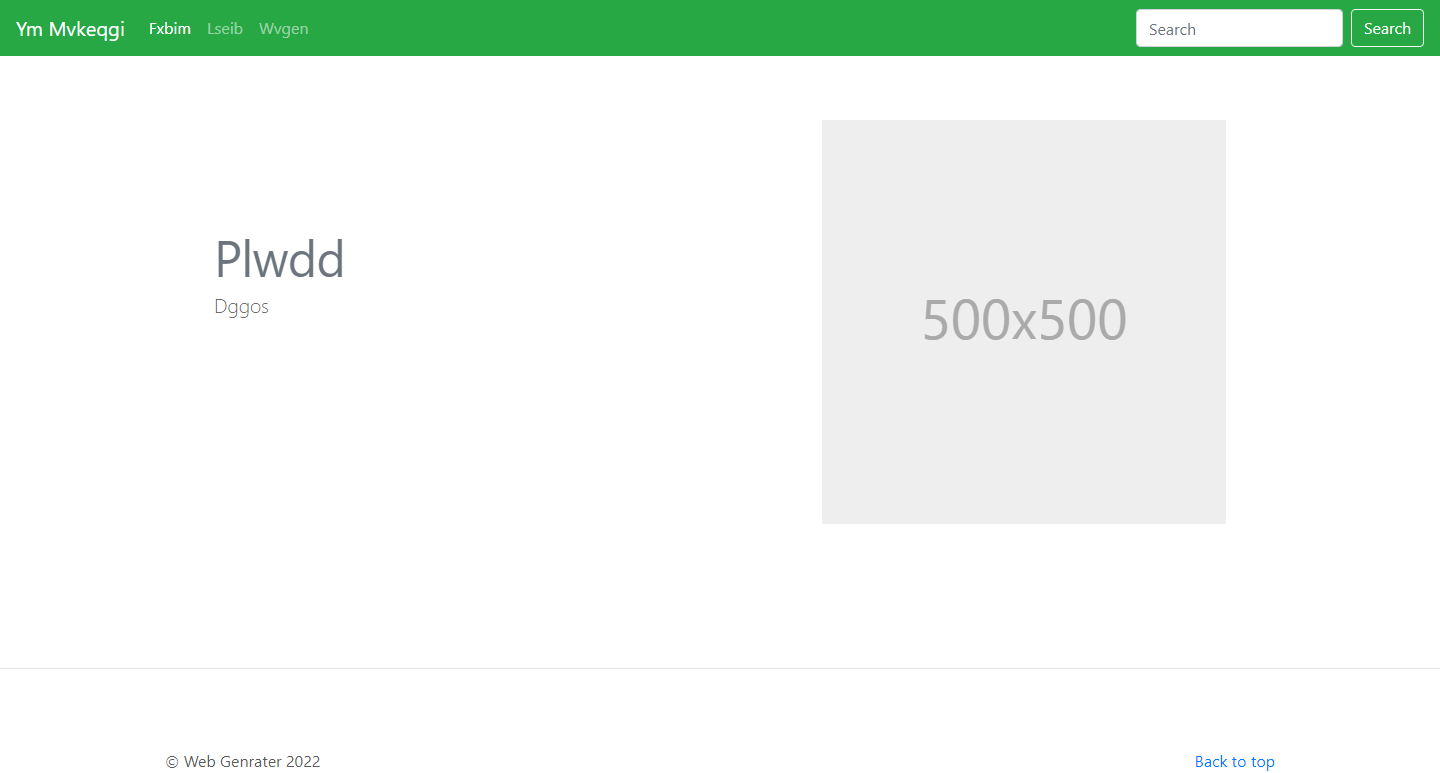 Ym Mvkeqgi Fxbim Lseib Wvgen Search Search
Plwdd
Dggos
500x500
© Web Genrater 2022 Back to top